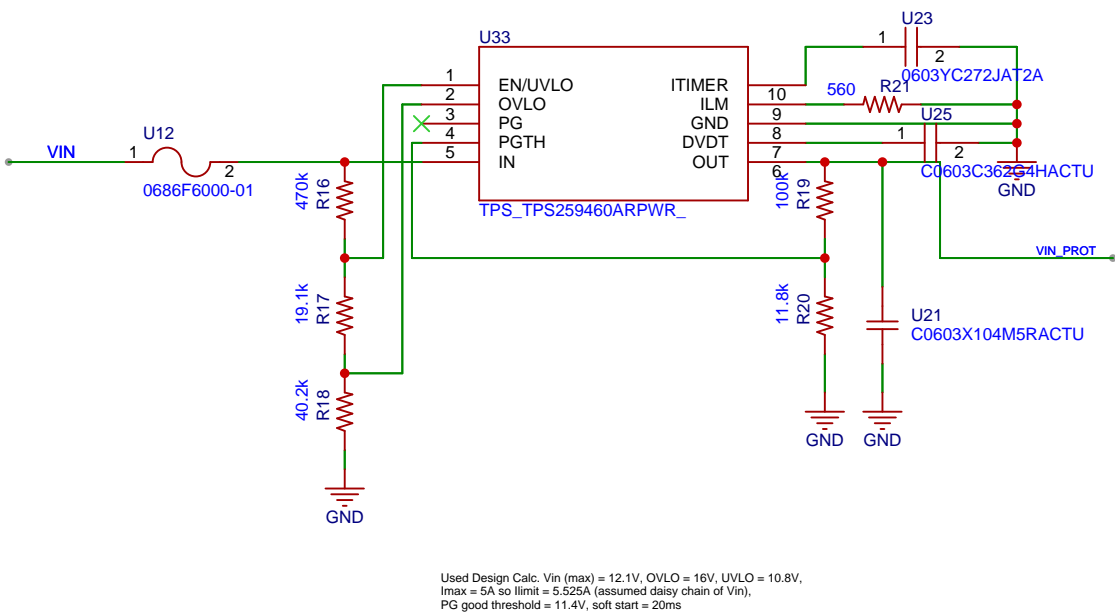 U23
1
2
0603YC272JAT2A
U33
1
2
3
4
5
EN/UVLO
OVLO
PG
PGTH
IN
ITIMER
ILM
GND
DVDT
OUT
10
9
8
7
6
TPS_TPS259460ARPWR_
560
R21
U25
1
2
C0603C362G4HACTU
GND
VIN
U12
1
2
0686F6000-01
470k
R16
19.1k
R17
40.2k
R18
GND
100k
R19
11.8k
R20
GND
U21
C0603X104M5RACTU
GND
VIN_PROT
Used Design Calc. Vin (max) = 12.1V, OVLO = 16V, UVLO = 10.8V,
Imax = 5A so Ilimit = 5.525A (assumed daisy chain of Vin),
PG good threshold = 11.4V, soft start = 20ms